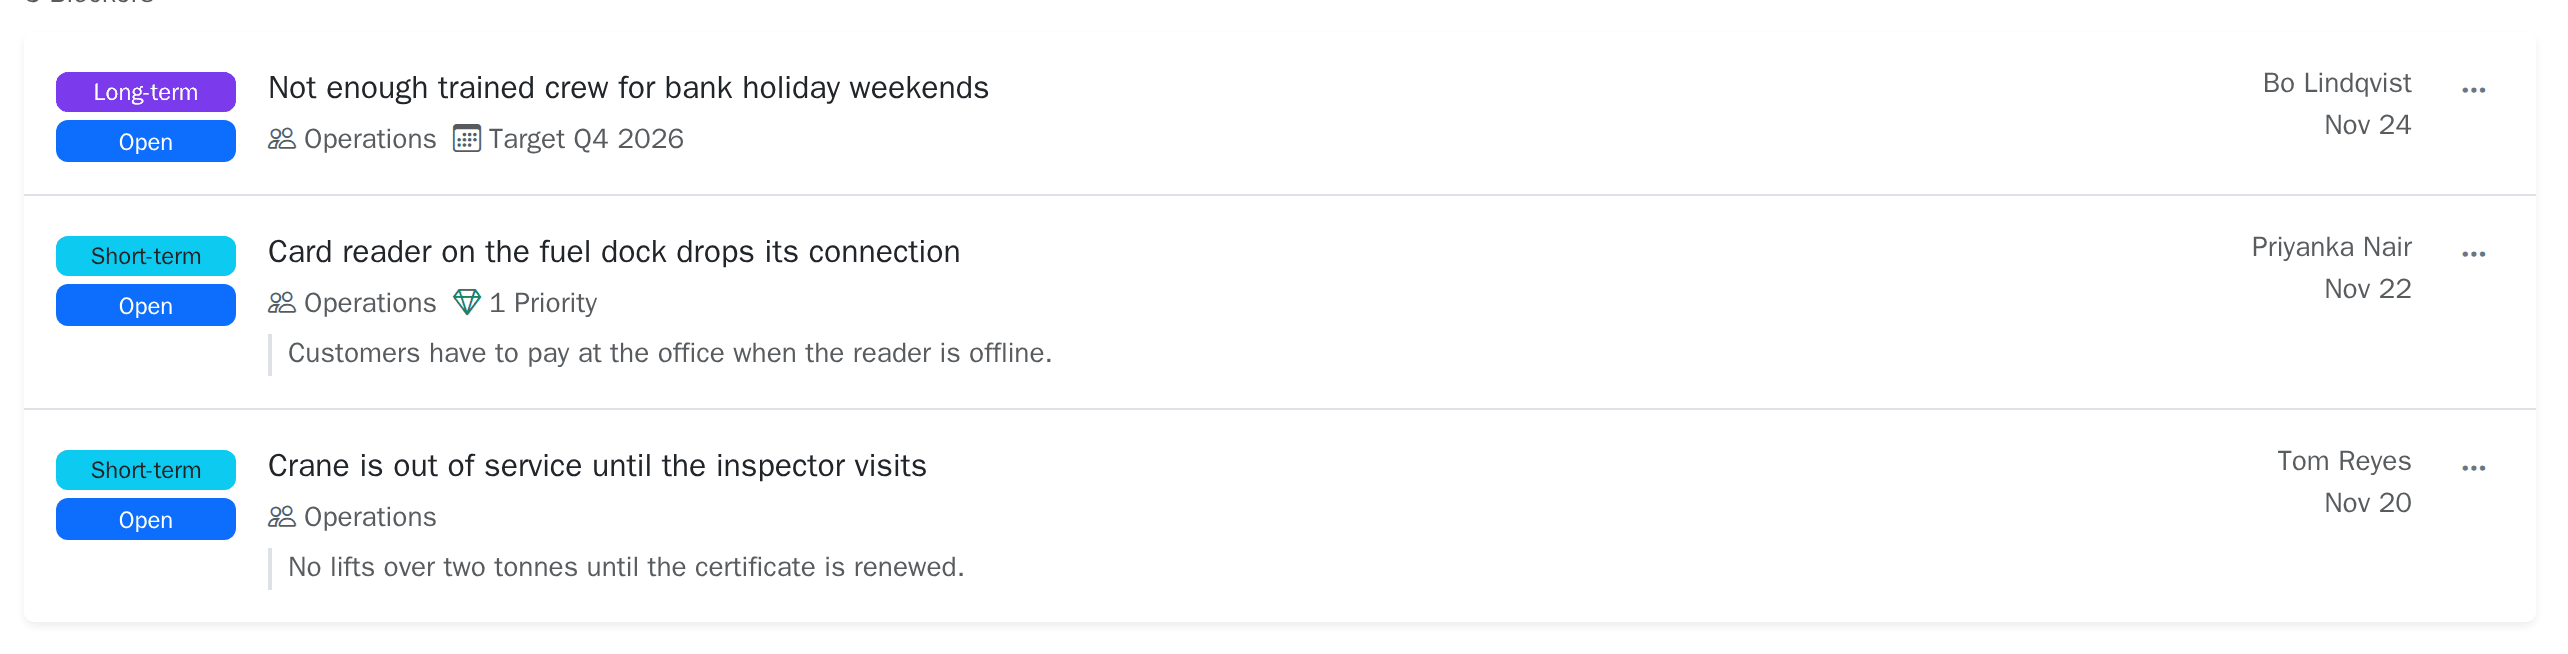 Long-term
Not enough trained crew for bank holiday weekends
Bo Lindqvist
Open
Operations Target Q4 2026
Nov 24
Short-term
Card reader on the fuel dock drops its connection
Priyanka Nair
Open
Operations 1 Priority
Nov 22
Customers have to pay at the office when the reader is offline.
Short-term
Crane is out of service until the inspector visits
Tom Reyes
Open
Operations
Nov 20
No lifts over two tonnes until the certificate is renewed.